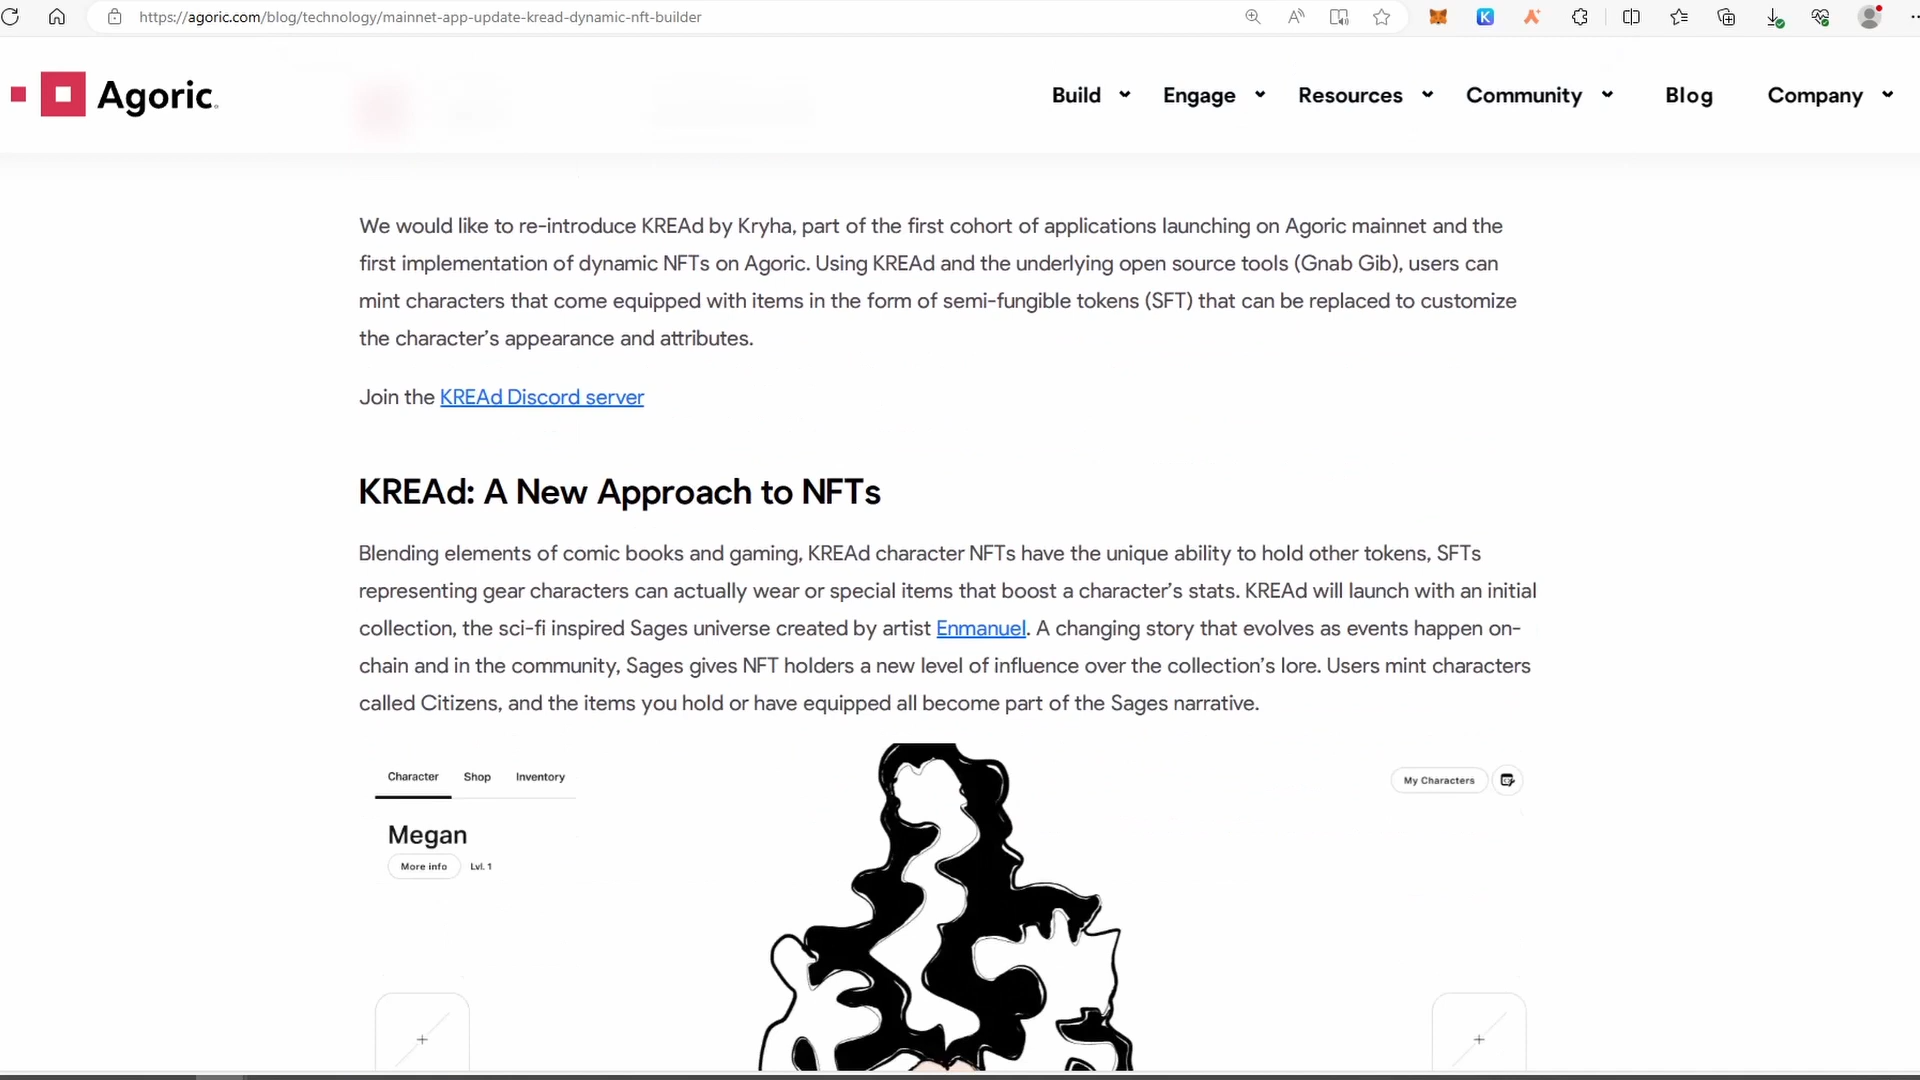 https://agoric.com/blog/technology/mainnet-app-update-kread-dynamic-nft-builder
Agoric
Build
Engage
Resources
Community
Blog
Company
We would like to re-introduce KREAd by Kryha, part of the first cohort of applications launching on Agoric mainnet and the
first implementation of dynamic NFTs on Agoric. Using KREAd and the underlying open source tools (Gnab Gib), users can
mint characters that come equipped with items in the form of semi-fungible tokens (SFT) that can be replaced to customize
the character’s appearance and attributes.
Join the KREAd Discord server
KREAd: A New Approach to NFTs
Blending elements of comic books and gaming, KREAd character NFTs have the unique ability to hold other tokens, SFTs
representing gear characters can actually wear or special items that boost a character’s stats. KREAd will launch with an initial
collection, the sci-fi inspired Sages universe created by artist Enmanuel. A changing story that evolves as events happen on-
chain and in the community, Sages gives NFT holders a new level of influence over the collection’s lore. Users mint characters
called Citizens, and the items you hold or have equipped all become part of the Sages narrative.
Character Shop Inventory
My Characters
Megan
More info Lvl. 1